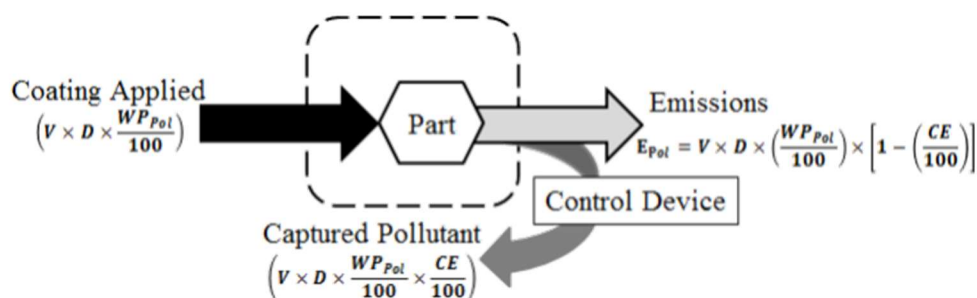 Coating Applied
(V × D × WP_Pol/100)
Part
Emissions
E_Pol = V × D × (WP_Pol/100) × [1 − (CE/100)]
Control Device
Captured Pollutant
(V × D × WP_Pol/100 × CE/100)